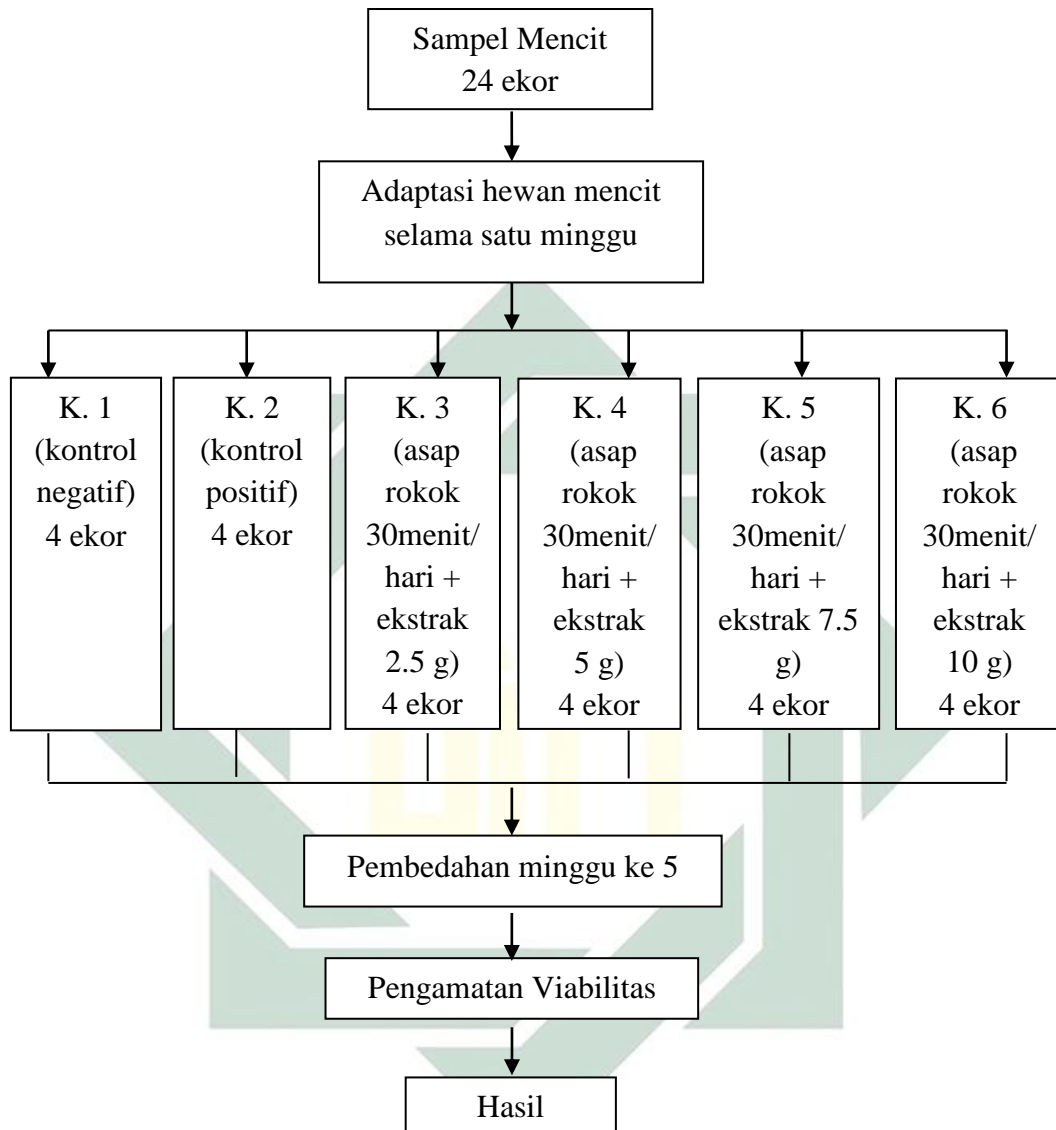 Sampel Mencit
24 ekor
Adaptasi hewan mencit
selama satu minggu
K. 1
(kontrol
negatif)
4 ekor
K. 2
(kontrol
positif)
4 ekor
K. 3
(asap
rokok
30menit/
hari +
ekstrak
2.5 g)
4 ekor
K. 4
(asap
rokok
30menit/
hari +
ekstrak
5 g)
4 ekor
K. 5
(asap
rokok
30menit/
hari +
ekstrak 7.5
g)
4 ekor
K. 6
(asap
rokok
30menit/
hari +
ekstrak
10 g)
4 ekor
Pembedahan minggu ke 5
Pengamatan Viabilitas
Hasil